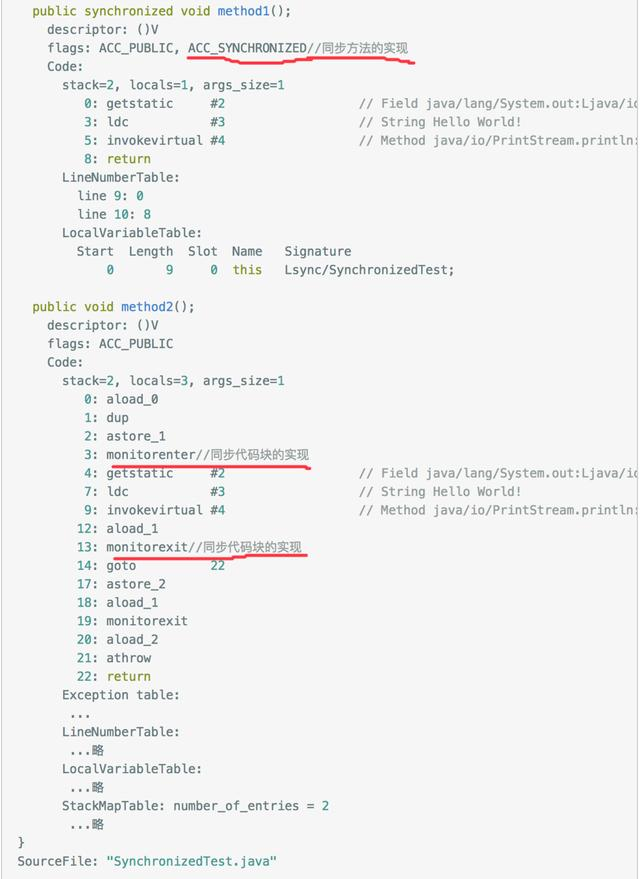 public synchronized void method1();
descriptor: ()V
flags: ACC_PUBLIC, ACC_SYNCHRONIZED//同步方法的实现
Code:
stack=2, locals=1, args_size=1
0: getstatic #2 // Field java/lang/System.out:Ljava/io
3: ldc #3 // String Hello World!
5: invokevirtual #4 // Method java/io/PrintStream.println:
8: return
LineNumberTable:
line 9: 0
line 10: 8
LocalVariableTable:
Start Length Slot Name Signature
0 9 0 this Lsync/SynchronizedTest;
public void method2();
descriptor: ()V
flags: ACC_PUBLIC
Code:
stack=2, locals=3, args_size=1
0: aload_0
1: dup
2: astore_1
3: monitorenter//同步代码块的实现
4: getstatic #2 // Field java/lang/System.out:Ljava/io
7: ldc #3 // String Hello World!
9: invokevirtual #4 // Method java/io/PrintStream.println:
12: aload_1
13: monitorexit//同步代码块的实现
14: goto 22
17: astore_2
18: aload_1
19: monitorexit
20: aload_2
21: athrow
22: return
Exception table:
...
LineNumberTable:
...略
LocalVariableTable:
...略
StackMapTable: number_of_entries = 2
...略
}
SourceFile: "SynchronizedTest.java"